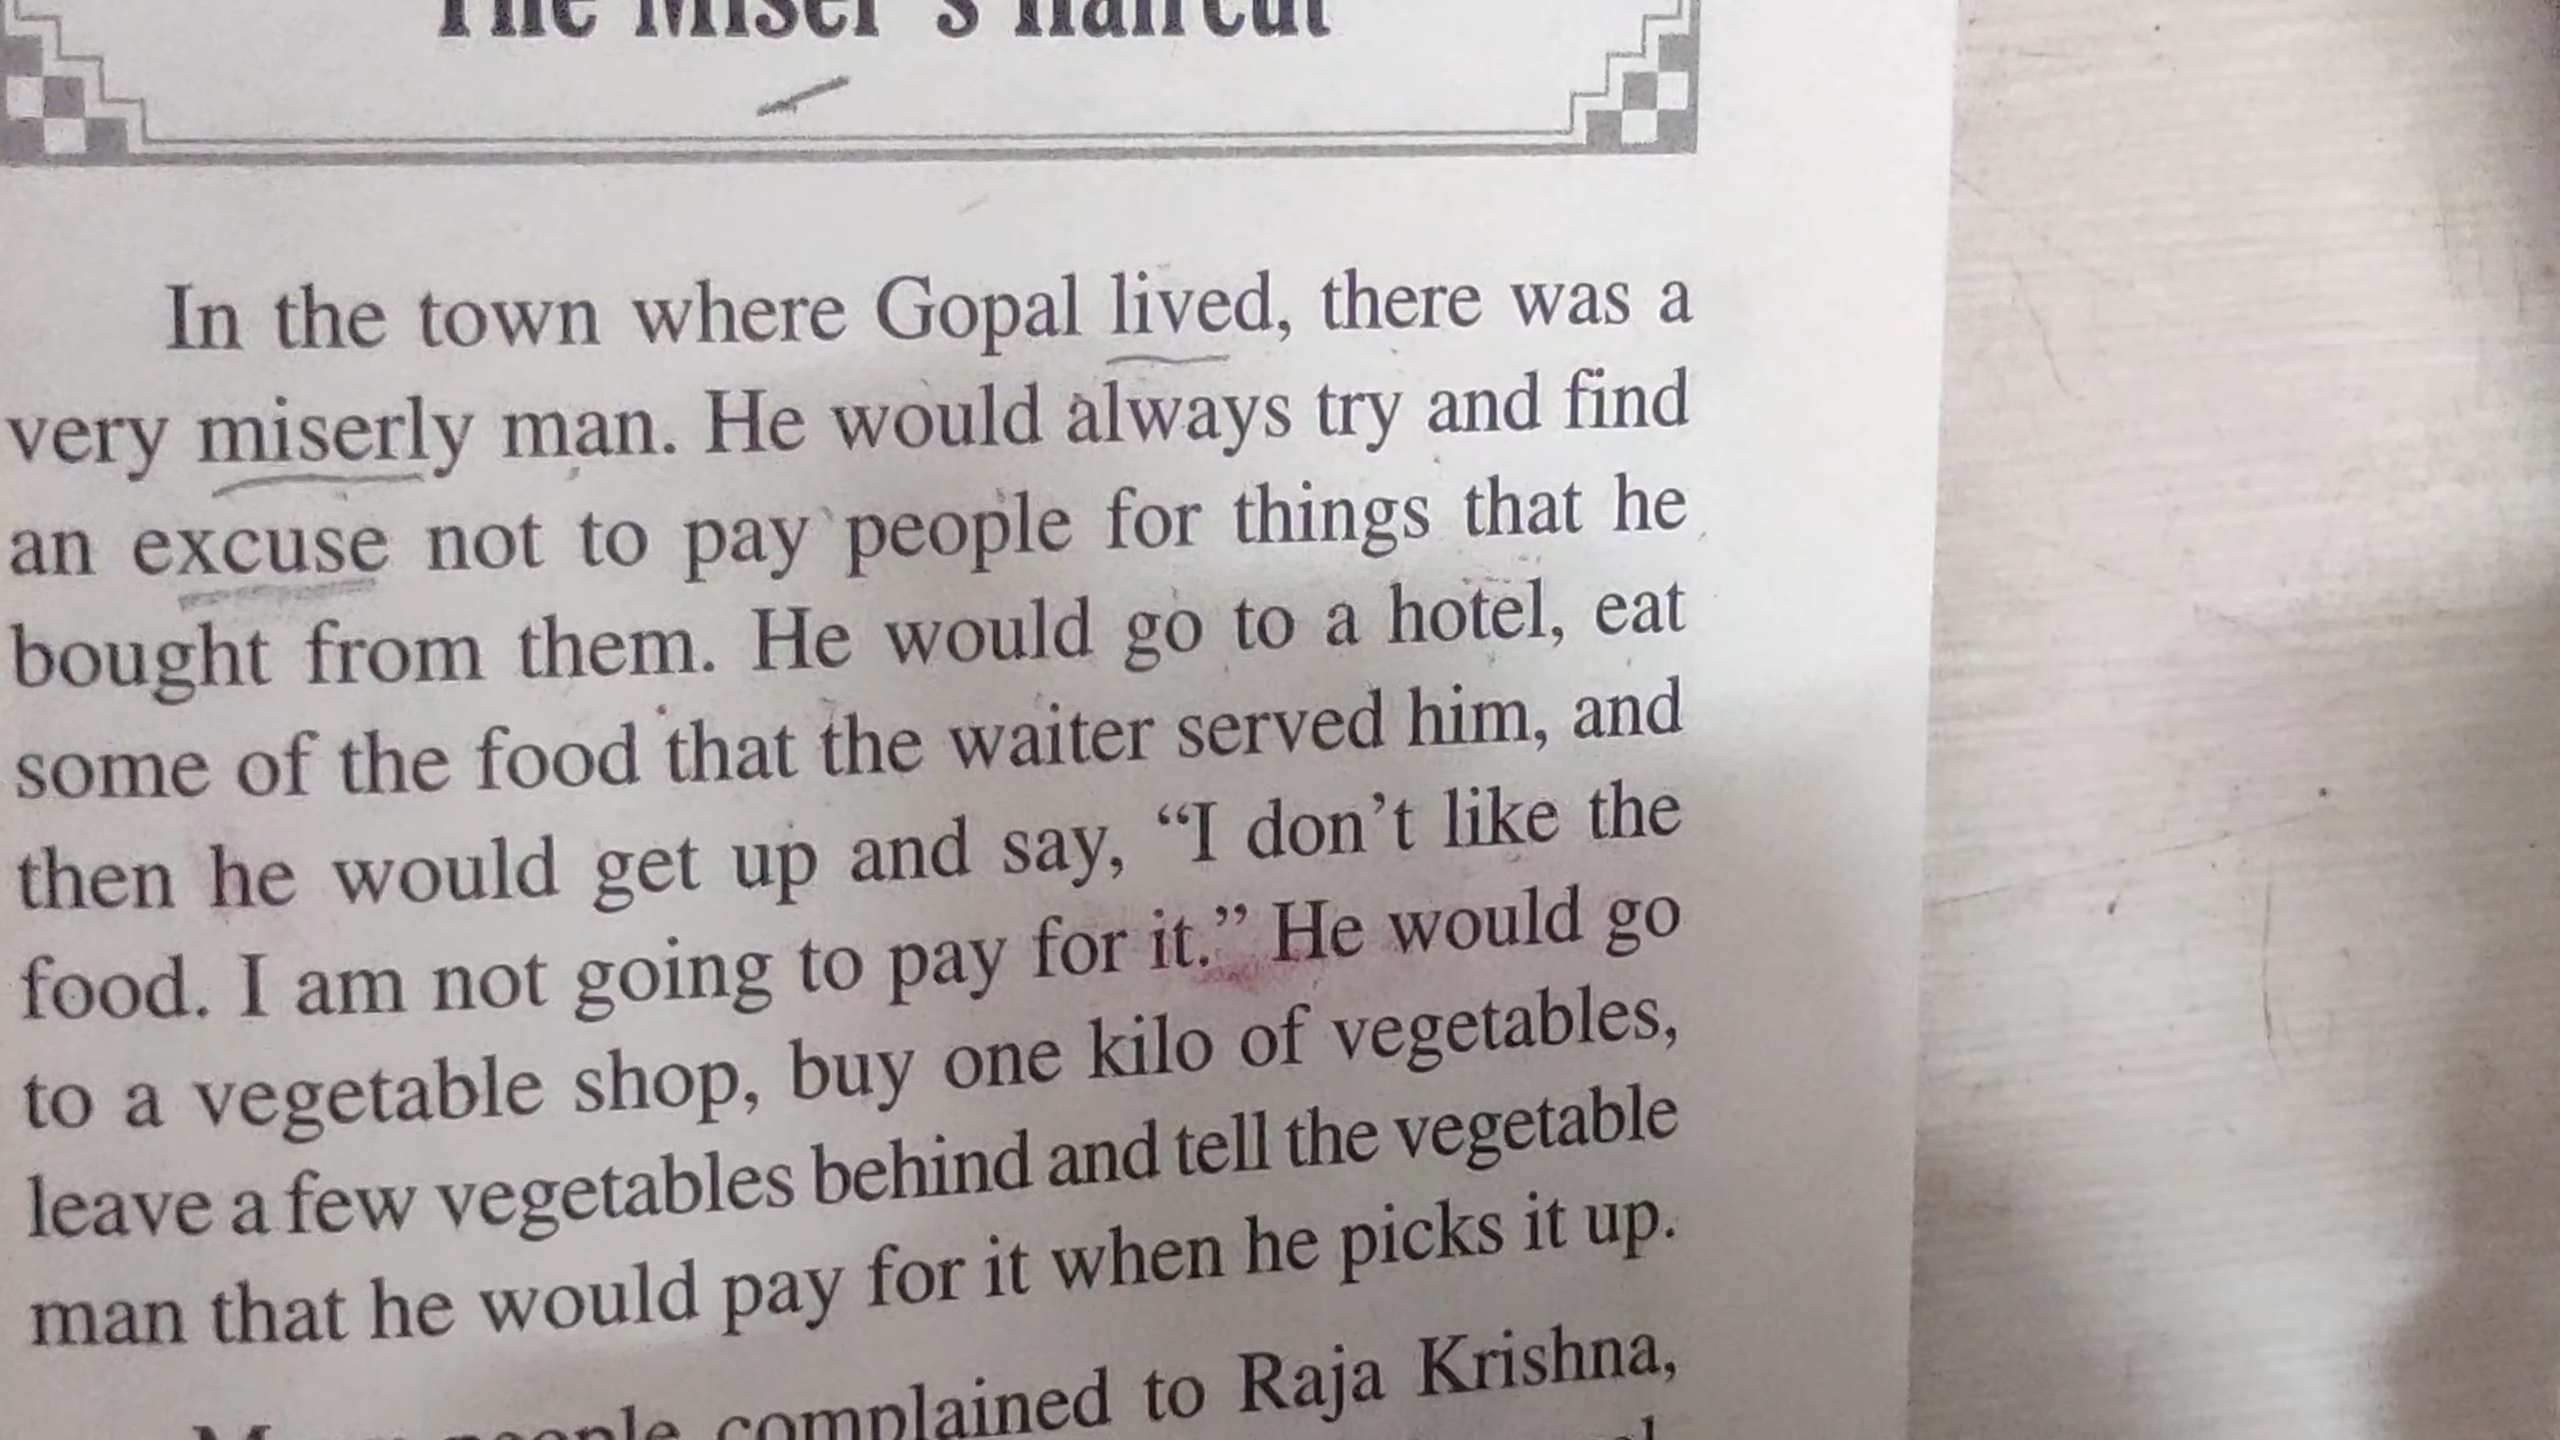 The Miser's Haircut
In the town where Gopal lived, there was a
very miserly man. He would always try and find
an excuse not to pay people for things that he
bought from them. He would go to a hotel, eat
some of the food that the waiter served him, and
then he would get up and say, “I don’t like the
food. I am not going to pay for it.” He would go
to a vegetable shop, buy one kilo of vegetables,
leave a few vegetables behind and tell the vegetable
man that he would pay for it when he picks it up.
people complained to Raja Krishna,